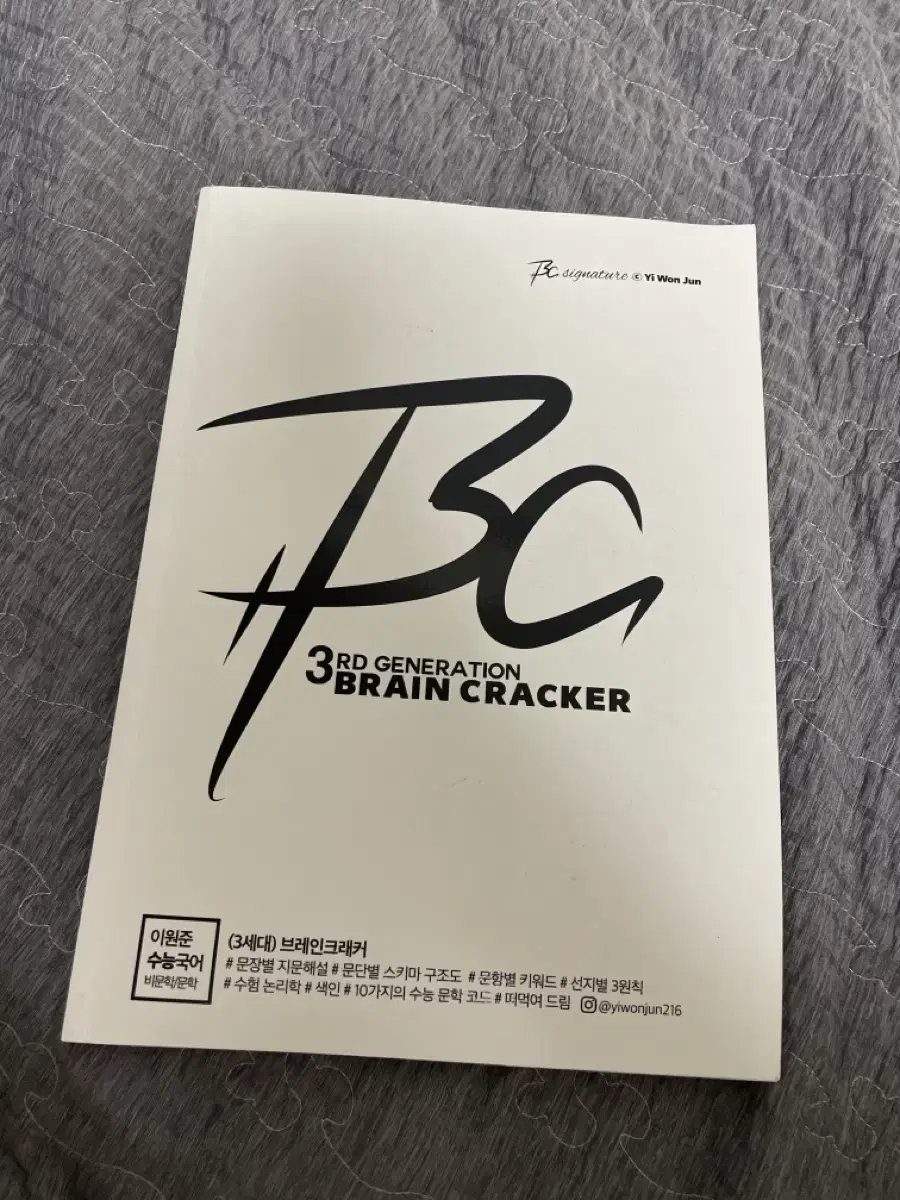 BC signature © Yi Won Jun
BC
3RD GENERATION
BRAIN CRACKER
이원준
수능국어
비문학/문학
(3세대) 브레인크래커
# 문장별 지문해설 # 문단별 스키마 구조도 # 문항별 키워드 # 선지별 3원칙
# 수험 논리학 # 색인 # 10가지의 수능 문학 코드 # 떠먹여 드림 @yiwonjun216